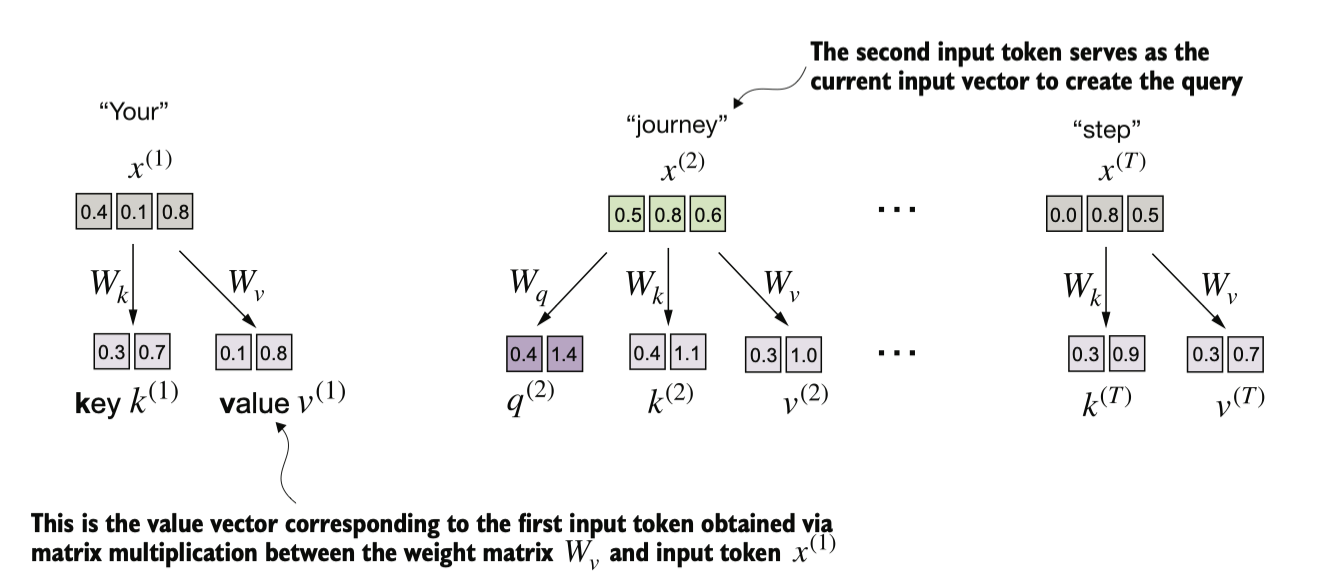 The second input token serves as the
current input vector to create the query
“Your”
“journey”
“step”
x^(1)
x^(2)
x^(T)
0.4 0.1 0.8
0.5 0.8 0.6
...
0.0 0.8 0.5
W_k W_v
W_q W_k W_v
W_k W_v
0.3 0.7
0.1 0.8
0.4 1.4
0.4 1.1
0.3 1.0
...
0.3 0.9
0.3 0.7
key k^(1)
value v^(1)
q^(2)
k^(2)
v^(2)
k^(T)
v^(T)
This is the value vector corresponding to the first input token obtained via
matrix multiplication between the weight matrix W_v and input token x^(1)